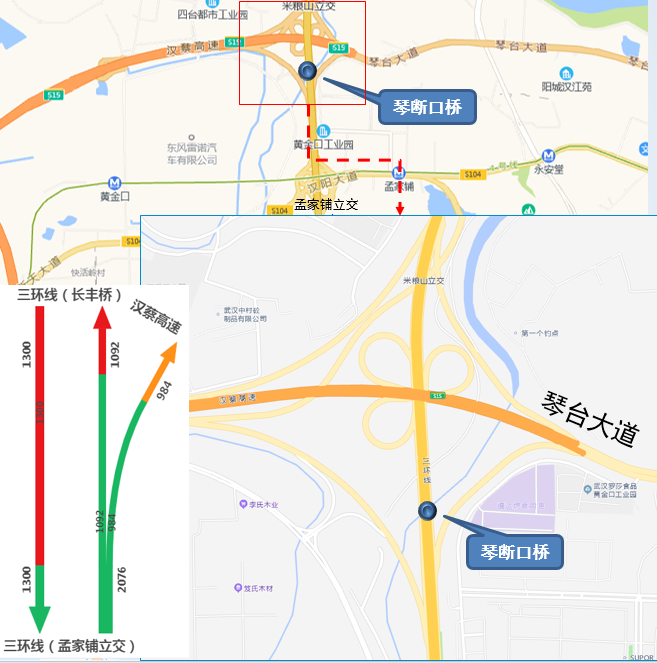 四台都市工业园
米粮山立交
汉蔡高速
S15
S15
琴台大道
琴台大道
S15
琴断口桥
阳城汉江苑
东风雷诺汽
车有限公司
黄金口工业园
永安堂
孟家铺
S104
黄金口
汉阳大道
S104
孟家铺立交
S104
快活岭村
三环线（长丰桥）
汉蔡高速
1300
1092
984
1300
1092
984
1300
2076
三环线（孟家铺立交）
米粮山立交
武汉中村砼
制品有限公司
第一个钓点
汉蔡高速
S15
琴台大道
三环线
武汉罗莎食品
黄金口工业园
李氏木业
琴断口桥
笈氏木材
SUPOR